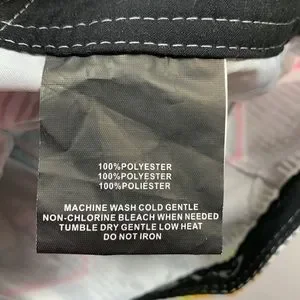 100%POLYESTER
100%POLYESTER
100%POLIESTER
MACHINE WASH COLD GENTLE
NON-CHLORINE BLEACH WHEN NEEDED
TUMBLE DRY GENTLE LOW HEAT
DO NOT IRON